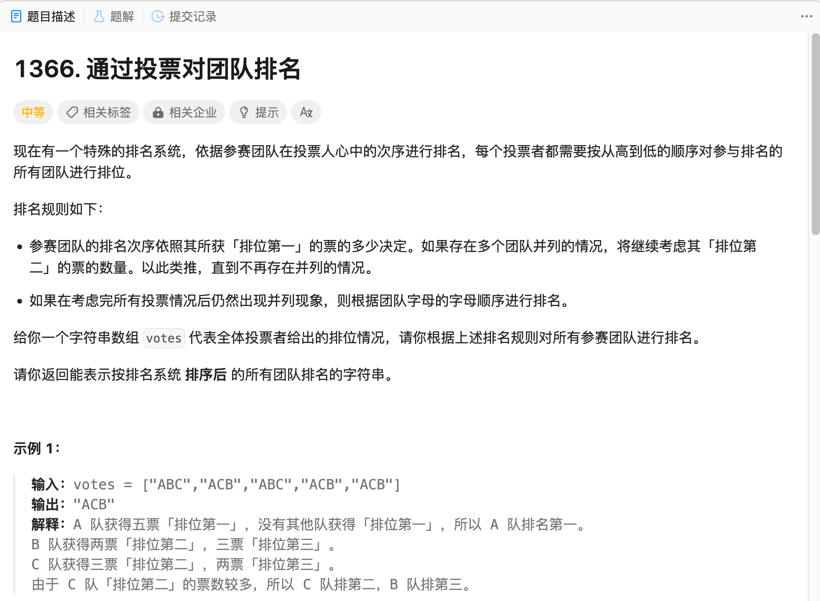 题目描述 题解 提交记录
1366. 通过投票对团队排名
中等 相关标签 相关企业 提示
现在有一个特殊的排名系统，依据参赛团队在投票人心中的次序进行排名，每个投票者都需要按从高到低的顺序对参与排名的
所有团队进行排位。
排名规则如下：
• 参赛团队的排名次序依照其所获「排位第一」的票的多少决定。如果存在多个团队并列的情况，将继续考虑其「排位第
二」的票的数量。以此类推，直到不再存在并列的情况。
• 如果在考虑完所有投票情况后仍然出现并列现象，则根据团队字母的字母顺序进行排名。
给你一个字符串数组 votes 代表全体投票者给出的排位情况，请你根据上述排名规则对所有参赛团队进行排名。
请你返回能表示按排名系统 排序后 的所有团队排名的字符串。
示例 1：
输入：votes = ["ABC","ACB","ABC","ACB","ACB"]
输出："ACB"
解释：A 队获得五票「排位第一」，没有其他队获得「排位第一」，所以 A 队排名第一。
B 队获得两票「排位第二」，三票「排位第三」。
C 队获得三票「排位第二」，两票「排位第三」。
由于 C 队「排位第二」的票数较多，所以 C 队排第二，B 队排第三。